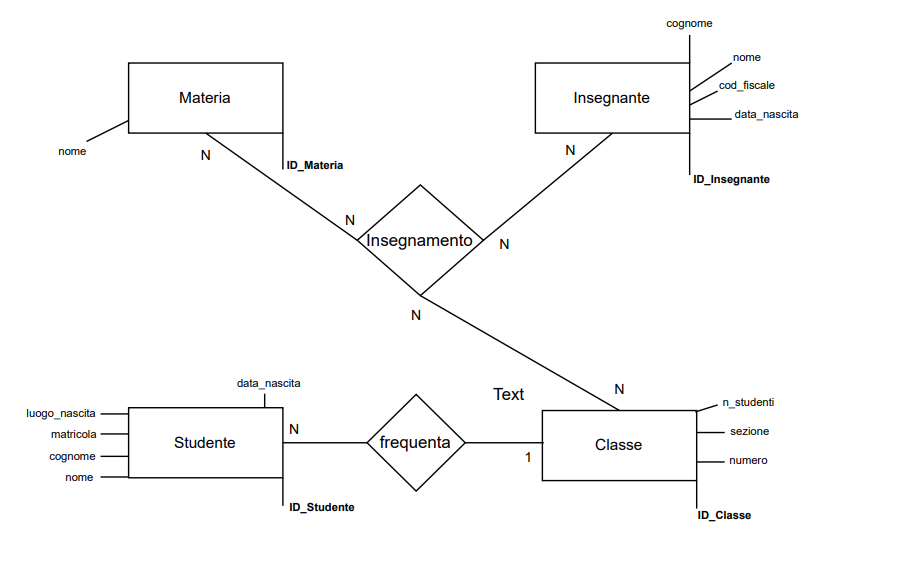 cognome
nome
Materia
Insegnante
cod_fiscale
data_nascita
nome
N
N
ID_Materia
ID_Insegnante
N
Insegnamento
N
N
data_nascita
Text
N
n_studenti
luogo_nascita
matricola
Studente
N
frequenta
Classe
sezione
cognome
1
numero
nome
ID_Studente
ID_Classe